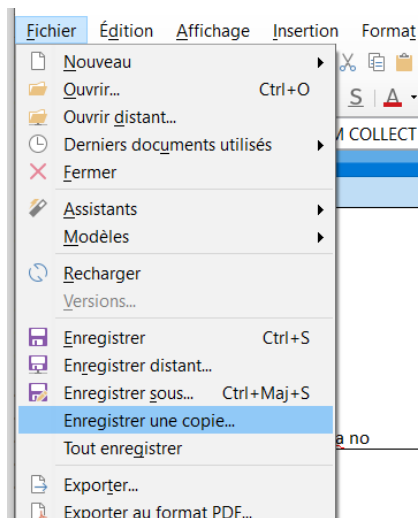 Fichier Édition Affichage Insertion Format
Nouveau
Ouvrir... Ctrl+O
Ouvrir distant...
S A
Derniers documents utilisés
M COLLECT
Fermer
Assistants
Modèles
Recharger
Versions...
Enregistrer Ctrl+S
Enregistrer distant...
Enregistrer sous... Ctrl+Maj+S
Enregistrer une copie...
Tout enregistrer
a no
Exporter...
Exporter au format PDF...